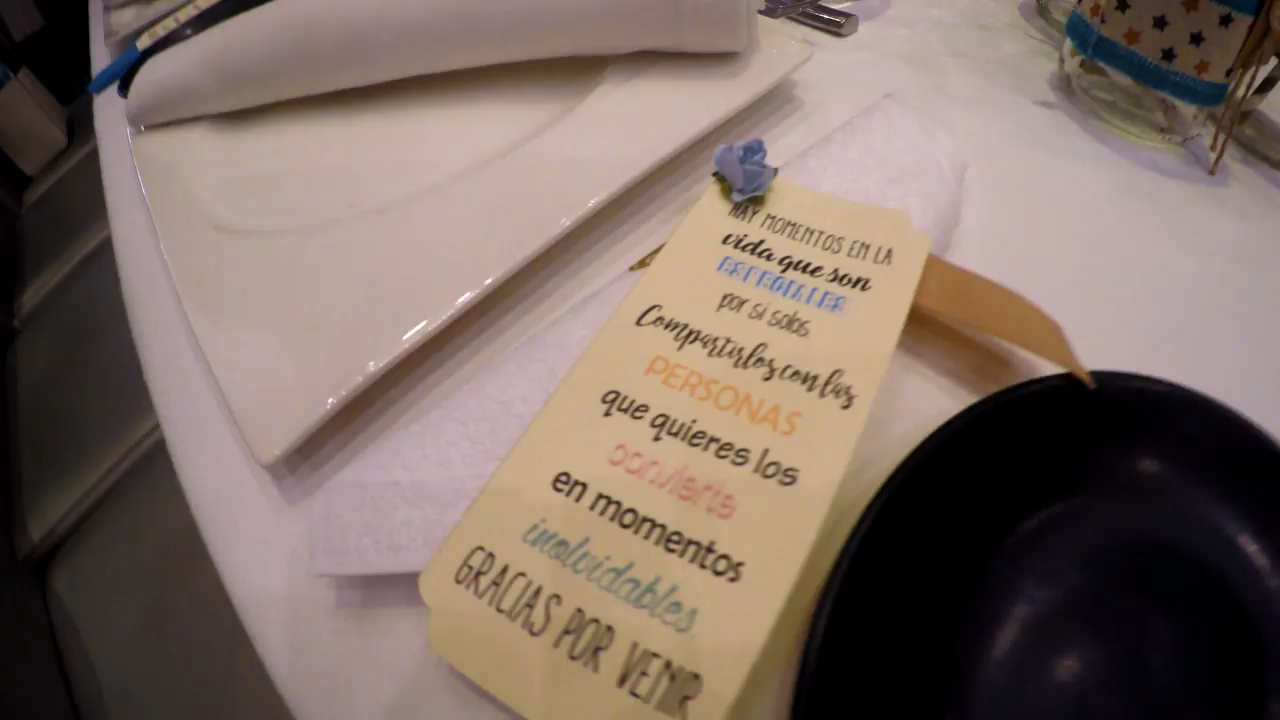 HAY MOMENTOS EN LA
vida que son
ESPECIALES
por si solos
Compartirlos con las
PERSONAS
que quieres los
convierte
en momentos
inolvidables
GRACIAS POR VENIR